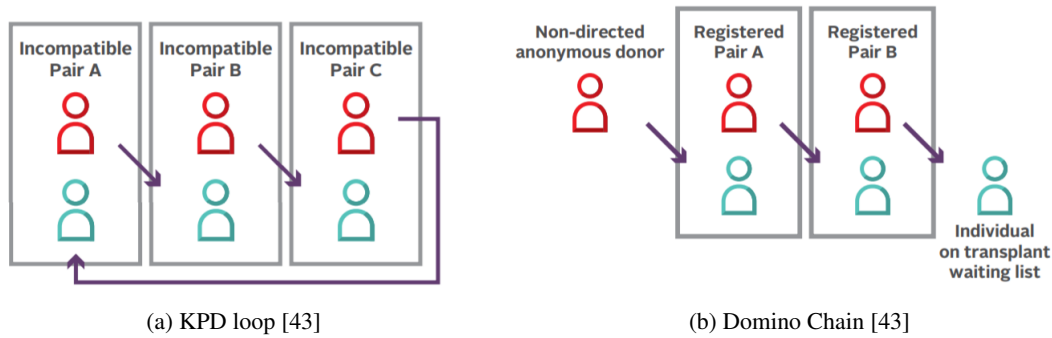 Incompatible
Pair A
Incompatible
Pair B
Incompatible
Pair C
(a) KPD loop [43]
Non-directed
anonymous donor
Registered
Pair A
Registered
Pair B
Individual
on transplant
waiting list
(b) Domino Chain [43]